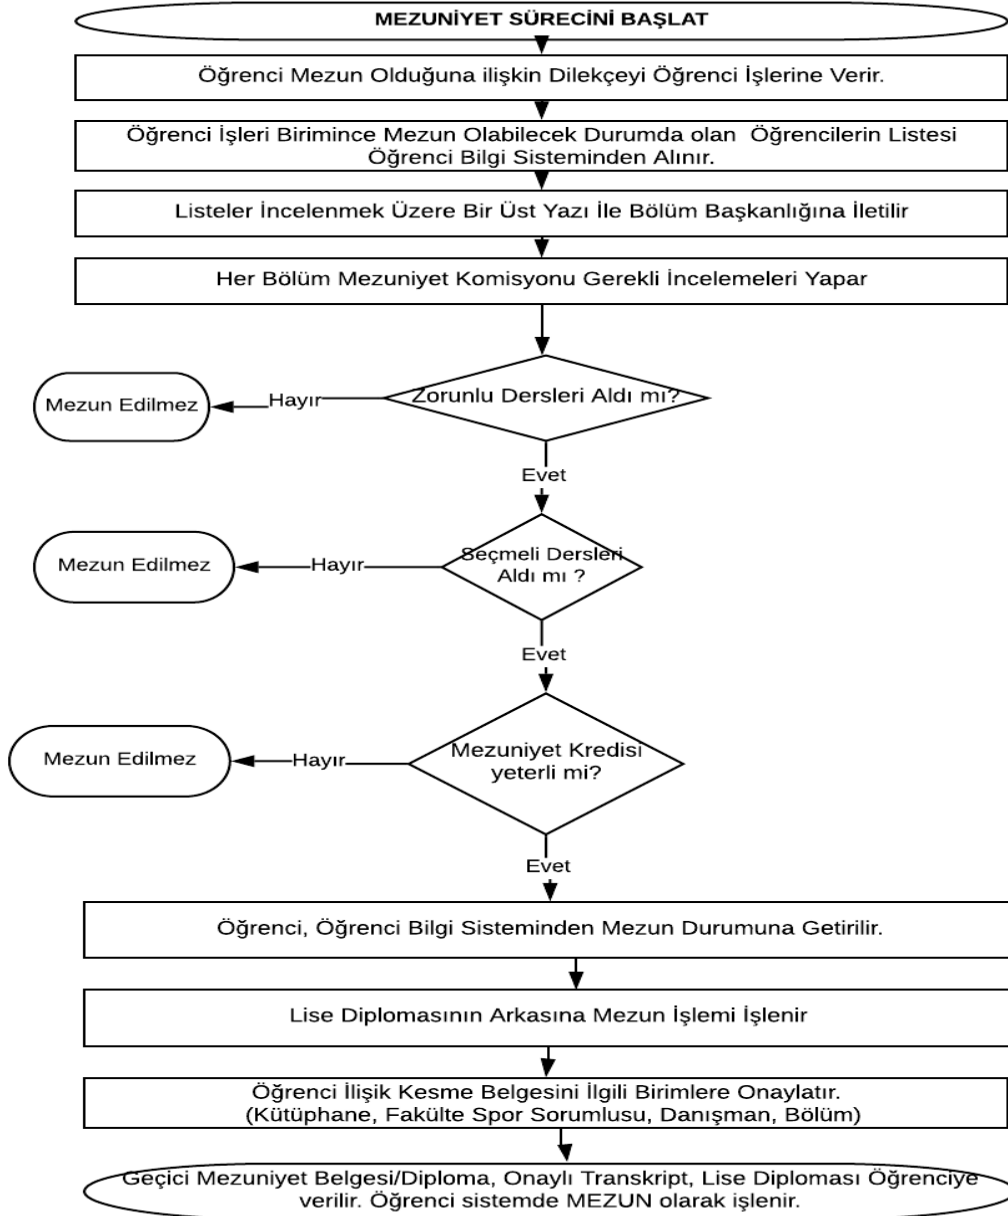 MEZUNİYET SÜRECİNİ BAŞLAT
Öğrenci Mezun Olduğuna ilişkin Dilekçeyi Öğrenci İşlerine Verir.
Öğrenci İşleri Birimince Mezun Olabilecek Durumda olan Öğrencilerin Listesi
Öğrenci Bilgi Sisteminden Alınır.
Listeler İncelenmek Üzere Bir Üst Yazı İle Bölüm Başkanlığına İletilir
Her Bölüm Mezuniyet Komisyonu Gerekli İncelemeleri Yapar
Zorunlu Dersleri Aldı mı?
Hayır
Mezun Edilmez
Evet
Seçmeli Dersleri
Aldı mı ?
Hayır
Mezun Edilmez
Evet
Mezuniyet Kredisi
yeterli mi?
Hayır
Mezun Edilmez
Evet
Öğrenci, Öğrenci Bilgi Sisteminden Mezun Durumuna Getirilir.
Lise Diplomasının Arkasına Mezun İşlemi İşlenir
Öğrenci İlişik Kesme Belgesini İlgili Birimlere Onaylatır.
(Kütüphane, Fakülte Spor Sorumlusu, Danışman, Bölüm)
Geçici Mezuniyet Belgesi/Diploma, Onaylı Transkript, Lise Diploması Öğrenciye
verilir. Öğrenci sistemde MEZUN olarak işlenir.